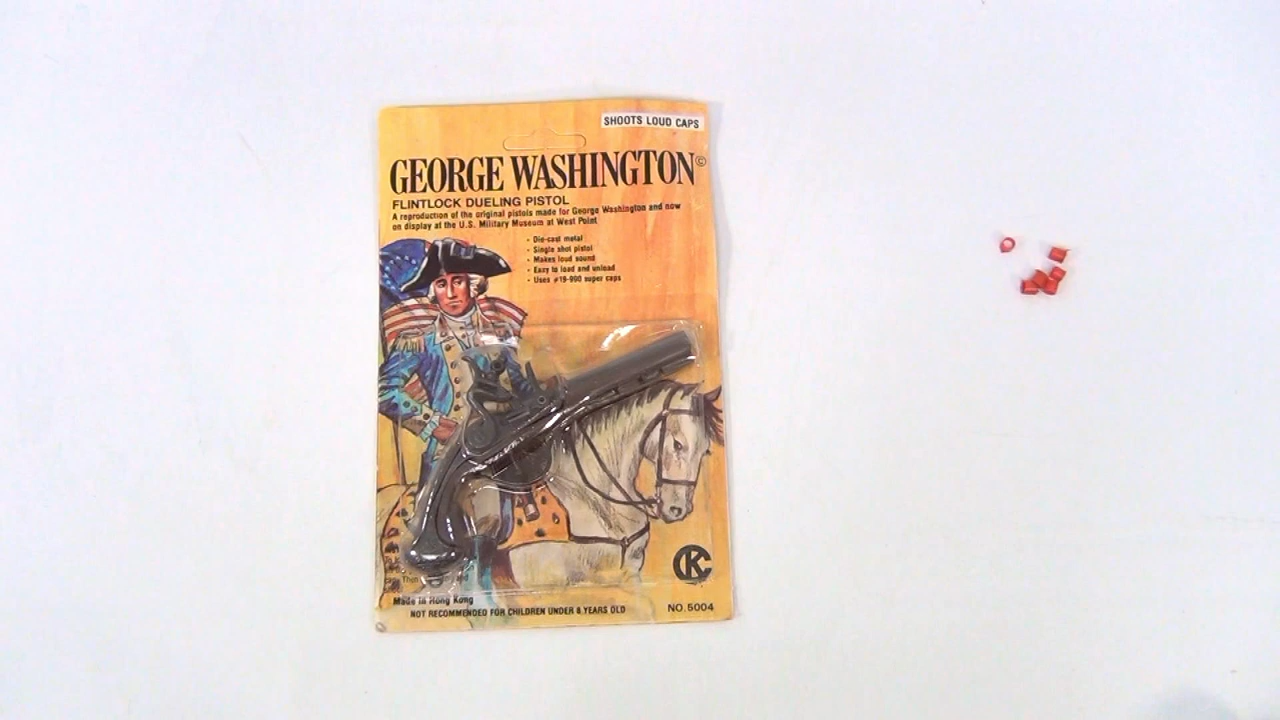 SHOOTS LOUD CAPS
GEORGE WASHINGTON©
FLINTLOCK DUELING PISTOL
A reproduction of the original pistols made for George Washington and now
on display at the U.S. Military Museum at West Point
• Die-cast metal
• Single shot pistol
• Makes loud sound
• Easy to load and unload
• Uses #19-990 super caps
CKC
Then
Made in Hong Kong
NOT RECOMMENDED FOR CHILDREN UNDER 8 YEARS OLD
NO. 5004